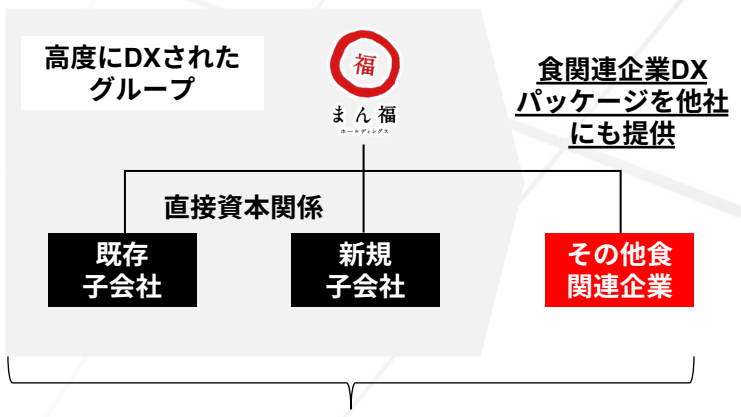 高度にDXされた
グループ
福
まん福
ホールディングス
食関連企業DX
パッケージを他社
にも提供
直接資本関係
既存
子会社
新規
子会社
その他食
関連企業